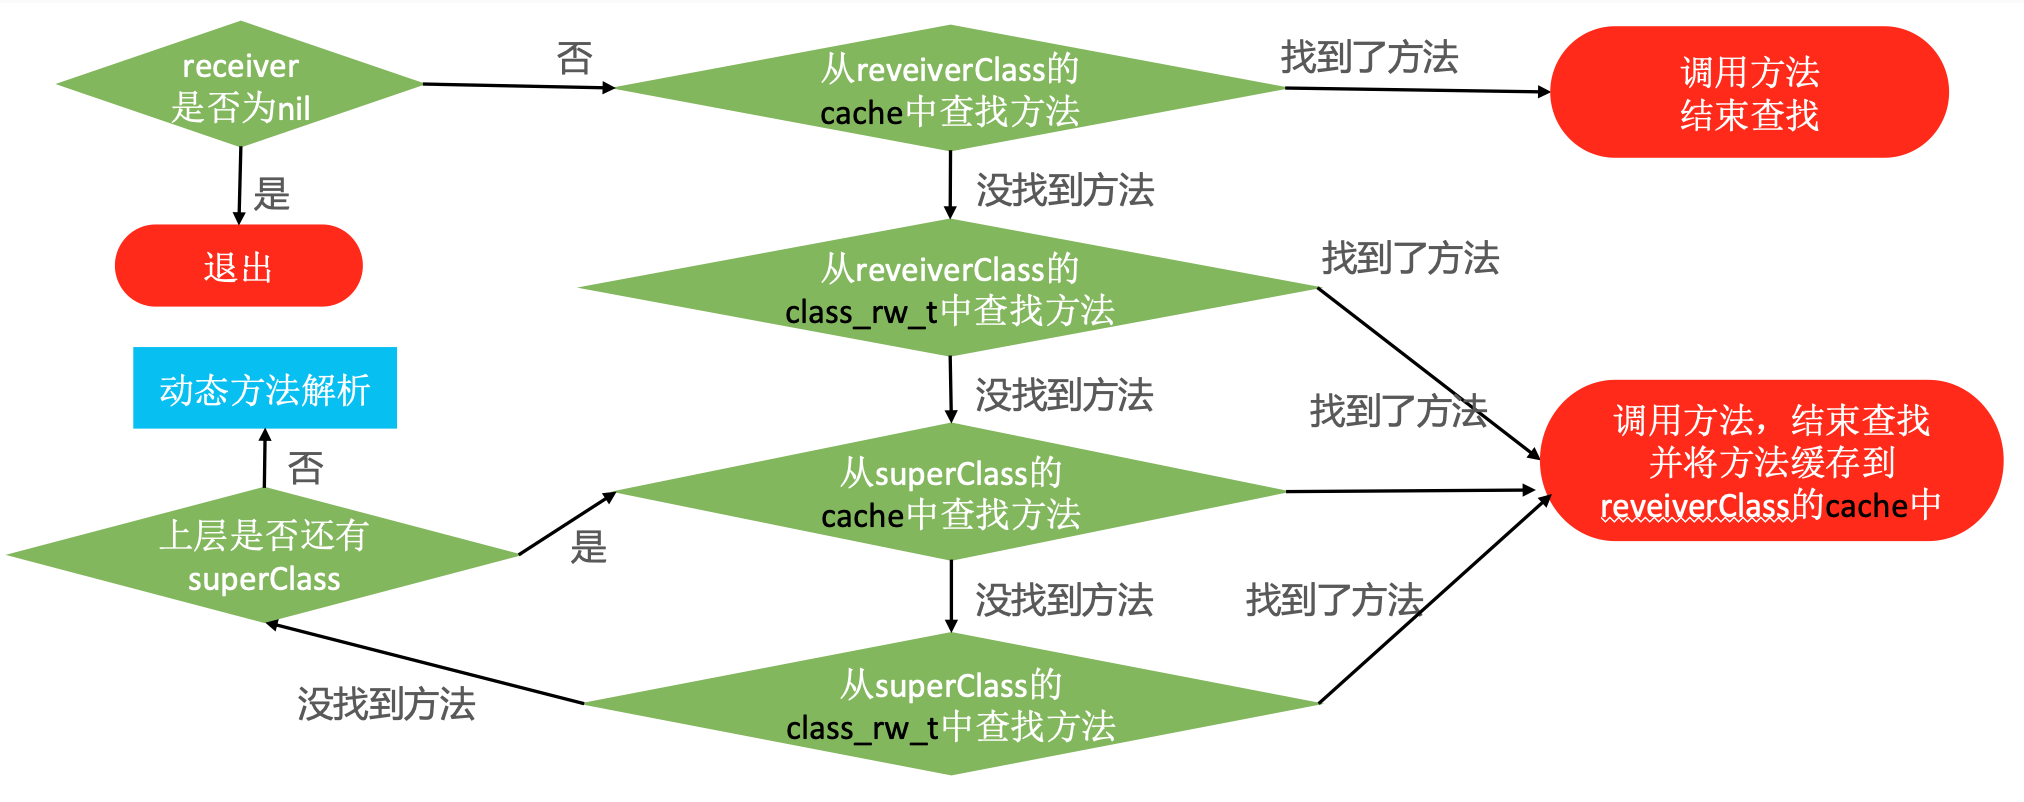 receiver
是否为nil
否
从reveiverClass的
cache中查找方法
找到了方法
调用方法
结束查找
是
退出
没找到方法
从reveiverClass的
class_rw_t中查找方法
找到了方法
没找到方法
找到了方法
动态方法解析
否
上层是否还有
superClass
是
从superClass的
cache中查找方法
调用方法，结束查找
并将方法缓存到
reveiverClass的cache中
没找到方法
找到了方法
从superClass的
class_rw_t中查找方法
没找到方法